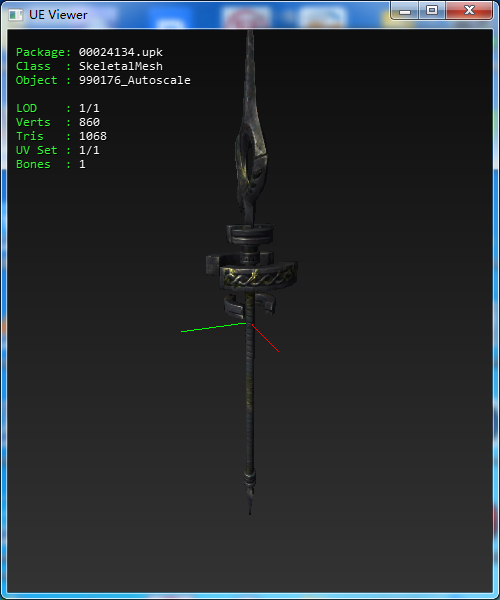 UE Viewer
Package: 00024134.upk
Class : SkeletalMesh
Object : 990176_Autoscale
LOD : 1/1
Verts : 860
Tris : 1068
UV Set : 1/1
Bones : 1